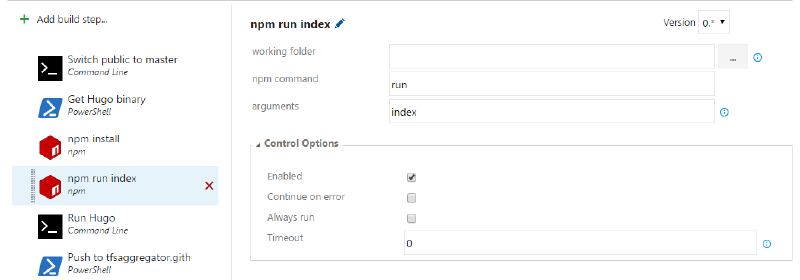 Add build step...
Switch public to master
Command Line
Get Hugo binary
PowerShell
npm install
npm
npm run index
npm
Run Hugo
Command Line
Push to tfsaggregator.gith
PowerShell
npm run index
Version 0.*
working folder
...
npm command run
arguments index
Control Options
Enabled
Continue on error
Always run
Timeout 0